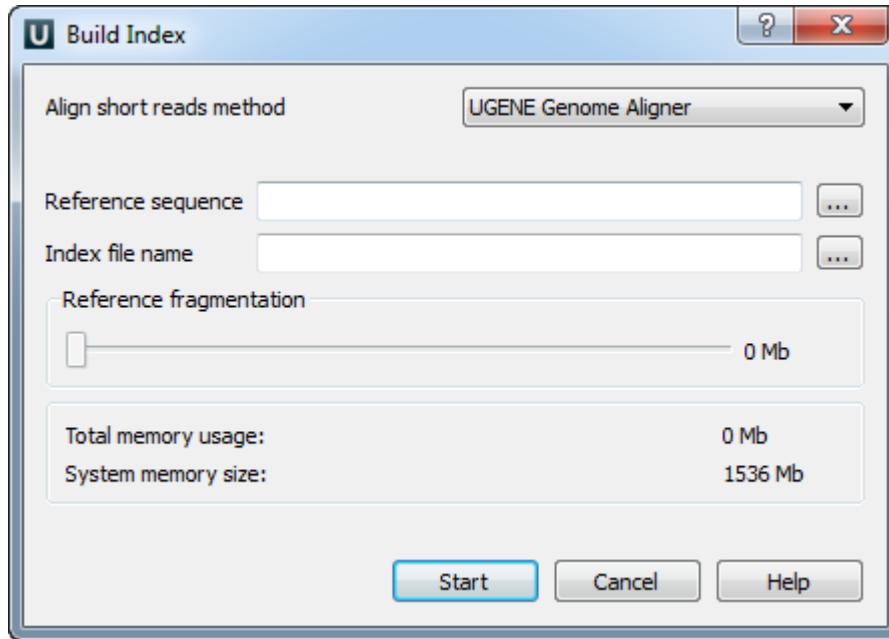 U Build Index
Align short reads method UGENE Genome Aligner
Reference sequence ...
Index file name ...
Reference fragmentation
0 Mb
Total memory usage: 0 Mb
System memory size: 1536 Mb
Start Cancel Help